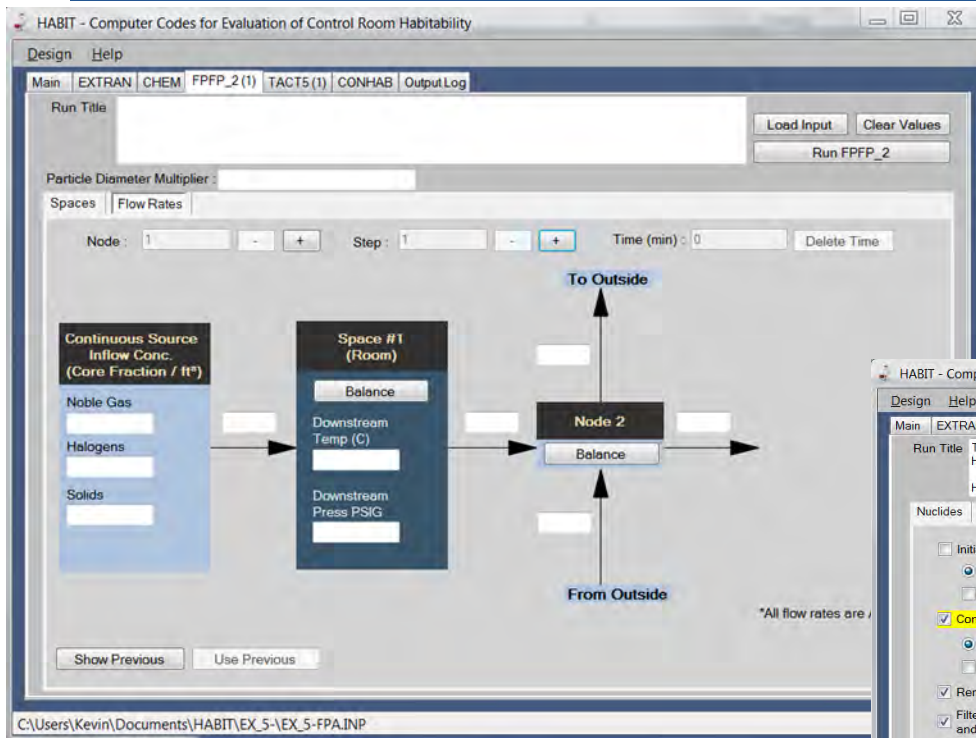 HABIT - Computer Codes for Evaluation of Control Room Habitability
Design Help
Main EXTRAN CHEM FPFP_2 (1) TACT5 (1) CONHAB Output Log
Run Title
Load Input Clear Values
Run FPFP_2
Particle Diameter Multiplier :
Spaces Flow Rates
Node : 1 - + Step : 1 - + Time (min) : 0 Delete Time
To Outside
Continuous Source
Inflow Conc.
(Core Fraction / ft³)
Noble Gas
Halogens
Solids
Space #1
(Room)
Balance
Downstream
Temp (C)
Downstream
Press PSIG
Node 2
Balance
From Outside
*All flow rates are
Show Previous Use Previous
C:\Users\Kevin\Documents\HABIT\EX_5-\EX_5-FPA.INP
HABIT - Comp
Design Help
Main EXTRA
Run Title T
H
H
Nuclides
Initi
Con
Rer
Filte
and